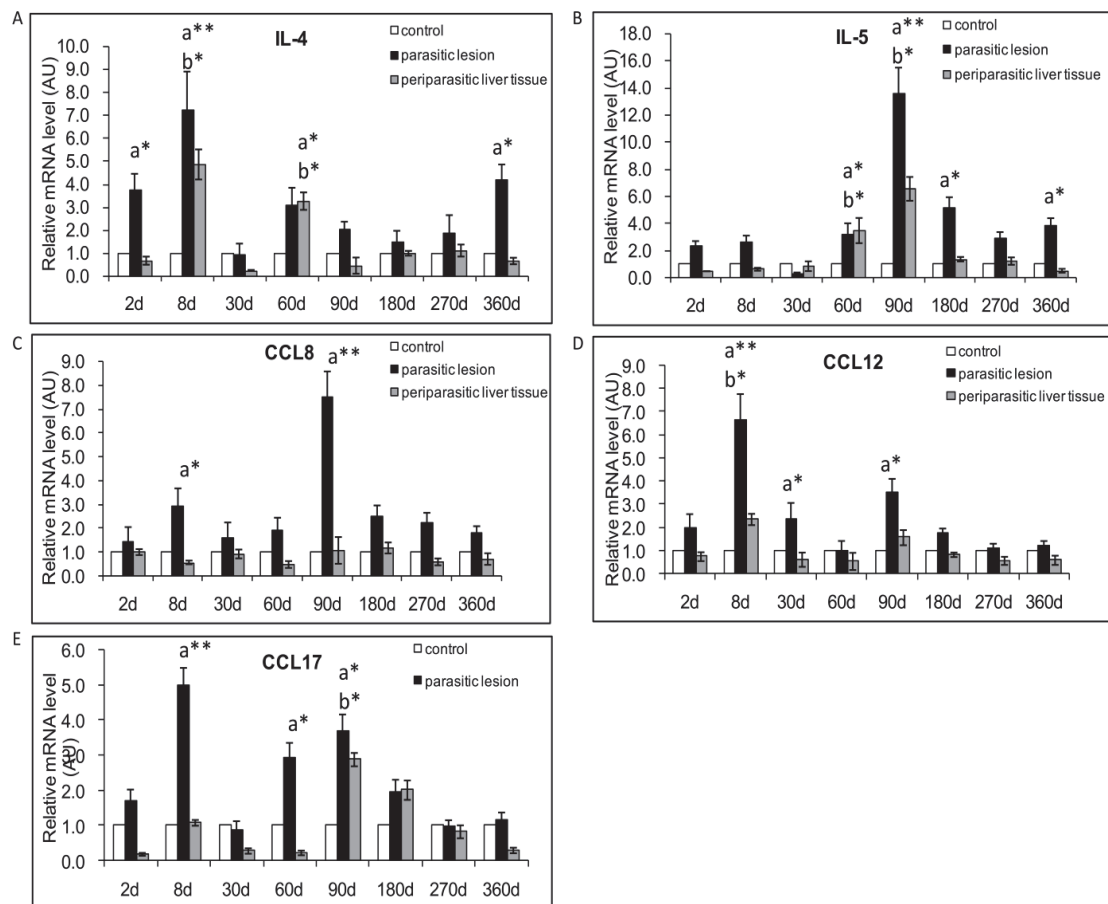 A
IL-4
control
parasitic lesion
periparasitic liver tissue
Relative mRNA level (AU)
10.0
9.0
8.0
7.0
6.0
5.0
4.0
3.0
2.0
1.0
0.0
a*
a**
b*
a*
b*
a*
2d 8d 30d 60d 90d 180d 270d 360d
B
IL-5
control
parasitic lesion
periparasitic liver tissue
Relative mRNA level (AU)
18.0
16.0
14.0
12.0
10.0
8.0
6.0
4.0
2.0
0.0
a*
b*
a**
b*
a*
a*
2d 8d 30d 60d 90d 180d 270d 360d
C
CCL8
control
parasitic lesion
periparasitic liver tissue
Relative mRNA level (AU)
9.0
8.0
7.0
6.0
5.0
4.0
3.0
2.0
1.0
0.0
a*
a**
2d 8d 30d 60d 90d 180d 270d 360d
D
CCL12
control
parasitic lesion
periparasitic liver tissue
Relative mRNA level (AU)
9.0
8.0
7.0
6.0
5.0
4.0
3.0
2.0
1.0
0.0
a**
b*
a*
a*
2d 8d 30d 60d 90d 180d 270d 360d
E
CCL17
control
parasitic lesion
Relative mRNA level
(AU)
6.0
5.0
4.0
3.0
2.0
1.0
0.0
a**
a*
a*
b*
2d 8d 30d 60d 90d 180d 270d 360d